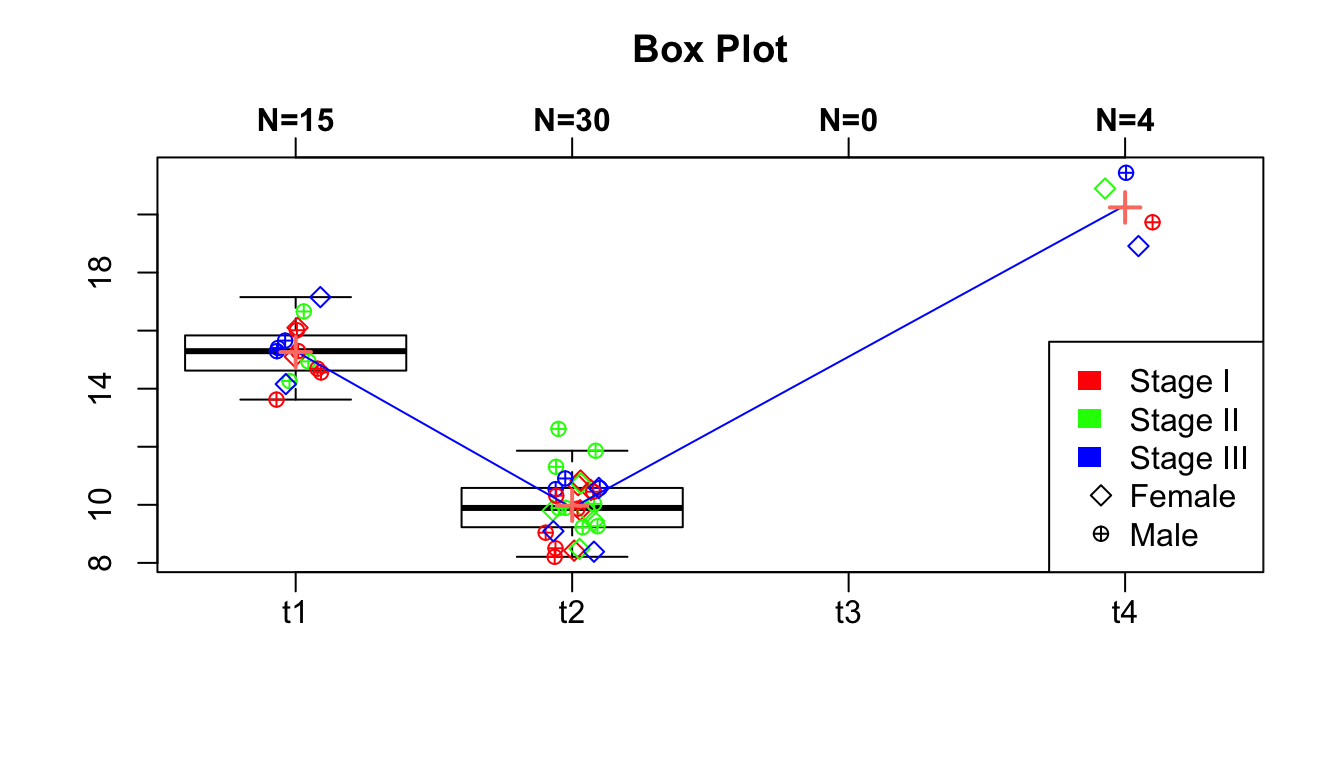 Box Plot
N=15 N=30 N=0 N=4
18
14
10
8
Stage I
Stage II
Stage III
Female
Male
t1 t2 t3 t4